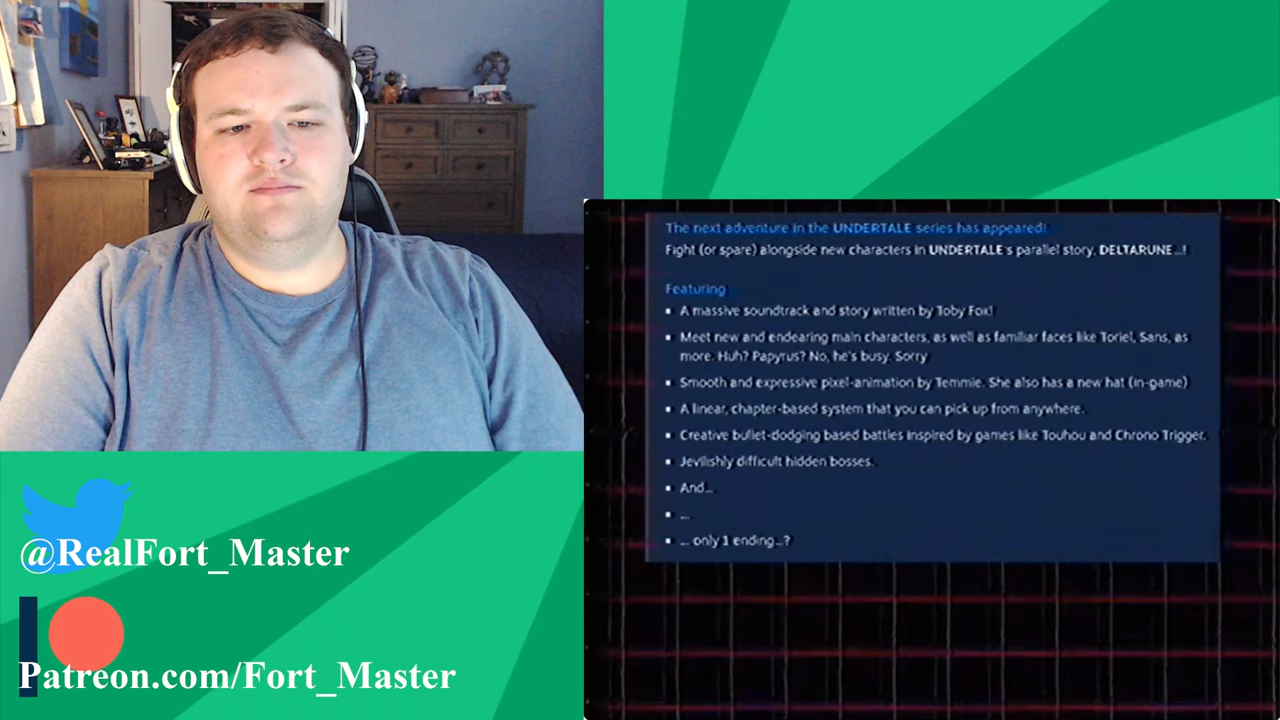 The next adventure in the UNDERTALE series has appeared!
Fight (or spare) alongside new characters in UNDERTALE's parallel story, DELTARUNE...!
Featuring
▪ A massive soundtrack and story written by Toby Fox!
▪ Meet new and endearing main characters, as well as familiar faces like Toriel, Sans, as
more. Huh? Papyrus? No, he's busy. Sorry
▪ Smooth and expressive pixel-animation by Temmie. She also has a new hat (in-game)
▪ A linear, chapter-based system that you can pick up from anywhere.
▪ Creative bullet-dodging based battles inspired by games like Touhou and Chrono Trigger.
▪ Jevilishly difficult hidden bosses.
▪ And...
▪ ...
▪ ... only 1 ending...?
@RealFort_Master
Patreon.com/Fort_Master